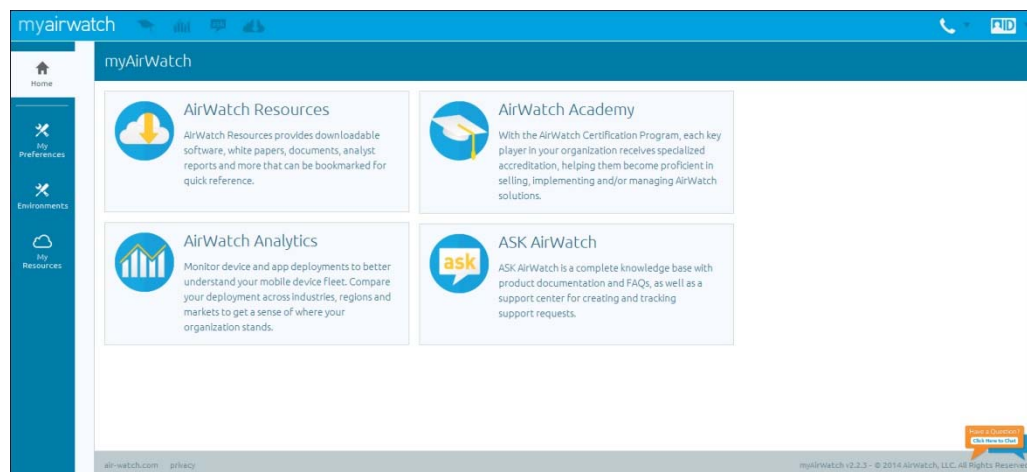 myairwatch
ID
myAirWatch
Home
My
Preferences
Environments
My
Resources
AirWatch Resources
AirWatch Resources provides downloadable
software, white papers, documents, analyst
reports and more that can be bookmarked for
quick reference.
AirWatch Academy
With the AirWatch Certification Program, each key
player in your organization receives specialized
accreditation, helping them become proficient in
selling, implementing and/or managing AirWatch
solutions.
AirWatch Analytics
Monitor device and app deployments to better
understand your mobile device fleet. Compare
your deployment across industries, regions and
markets to get a sense of where your
organization stands.
ask
ASK AirWatch
ASK AirWatch is a complete knowledge base with
product documentation and FAQs, as well as a
support center for creating and tracking
support requests.
Have a Question?
Click Here to Chat
air-watch.com privacy
myAirWatch v2.2.3 - © 2014 AirWatch, LLC. All Rights Reserve